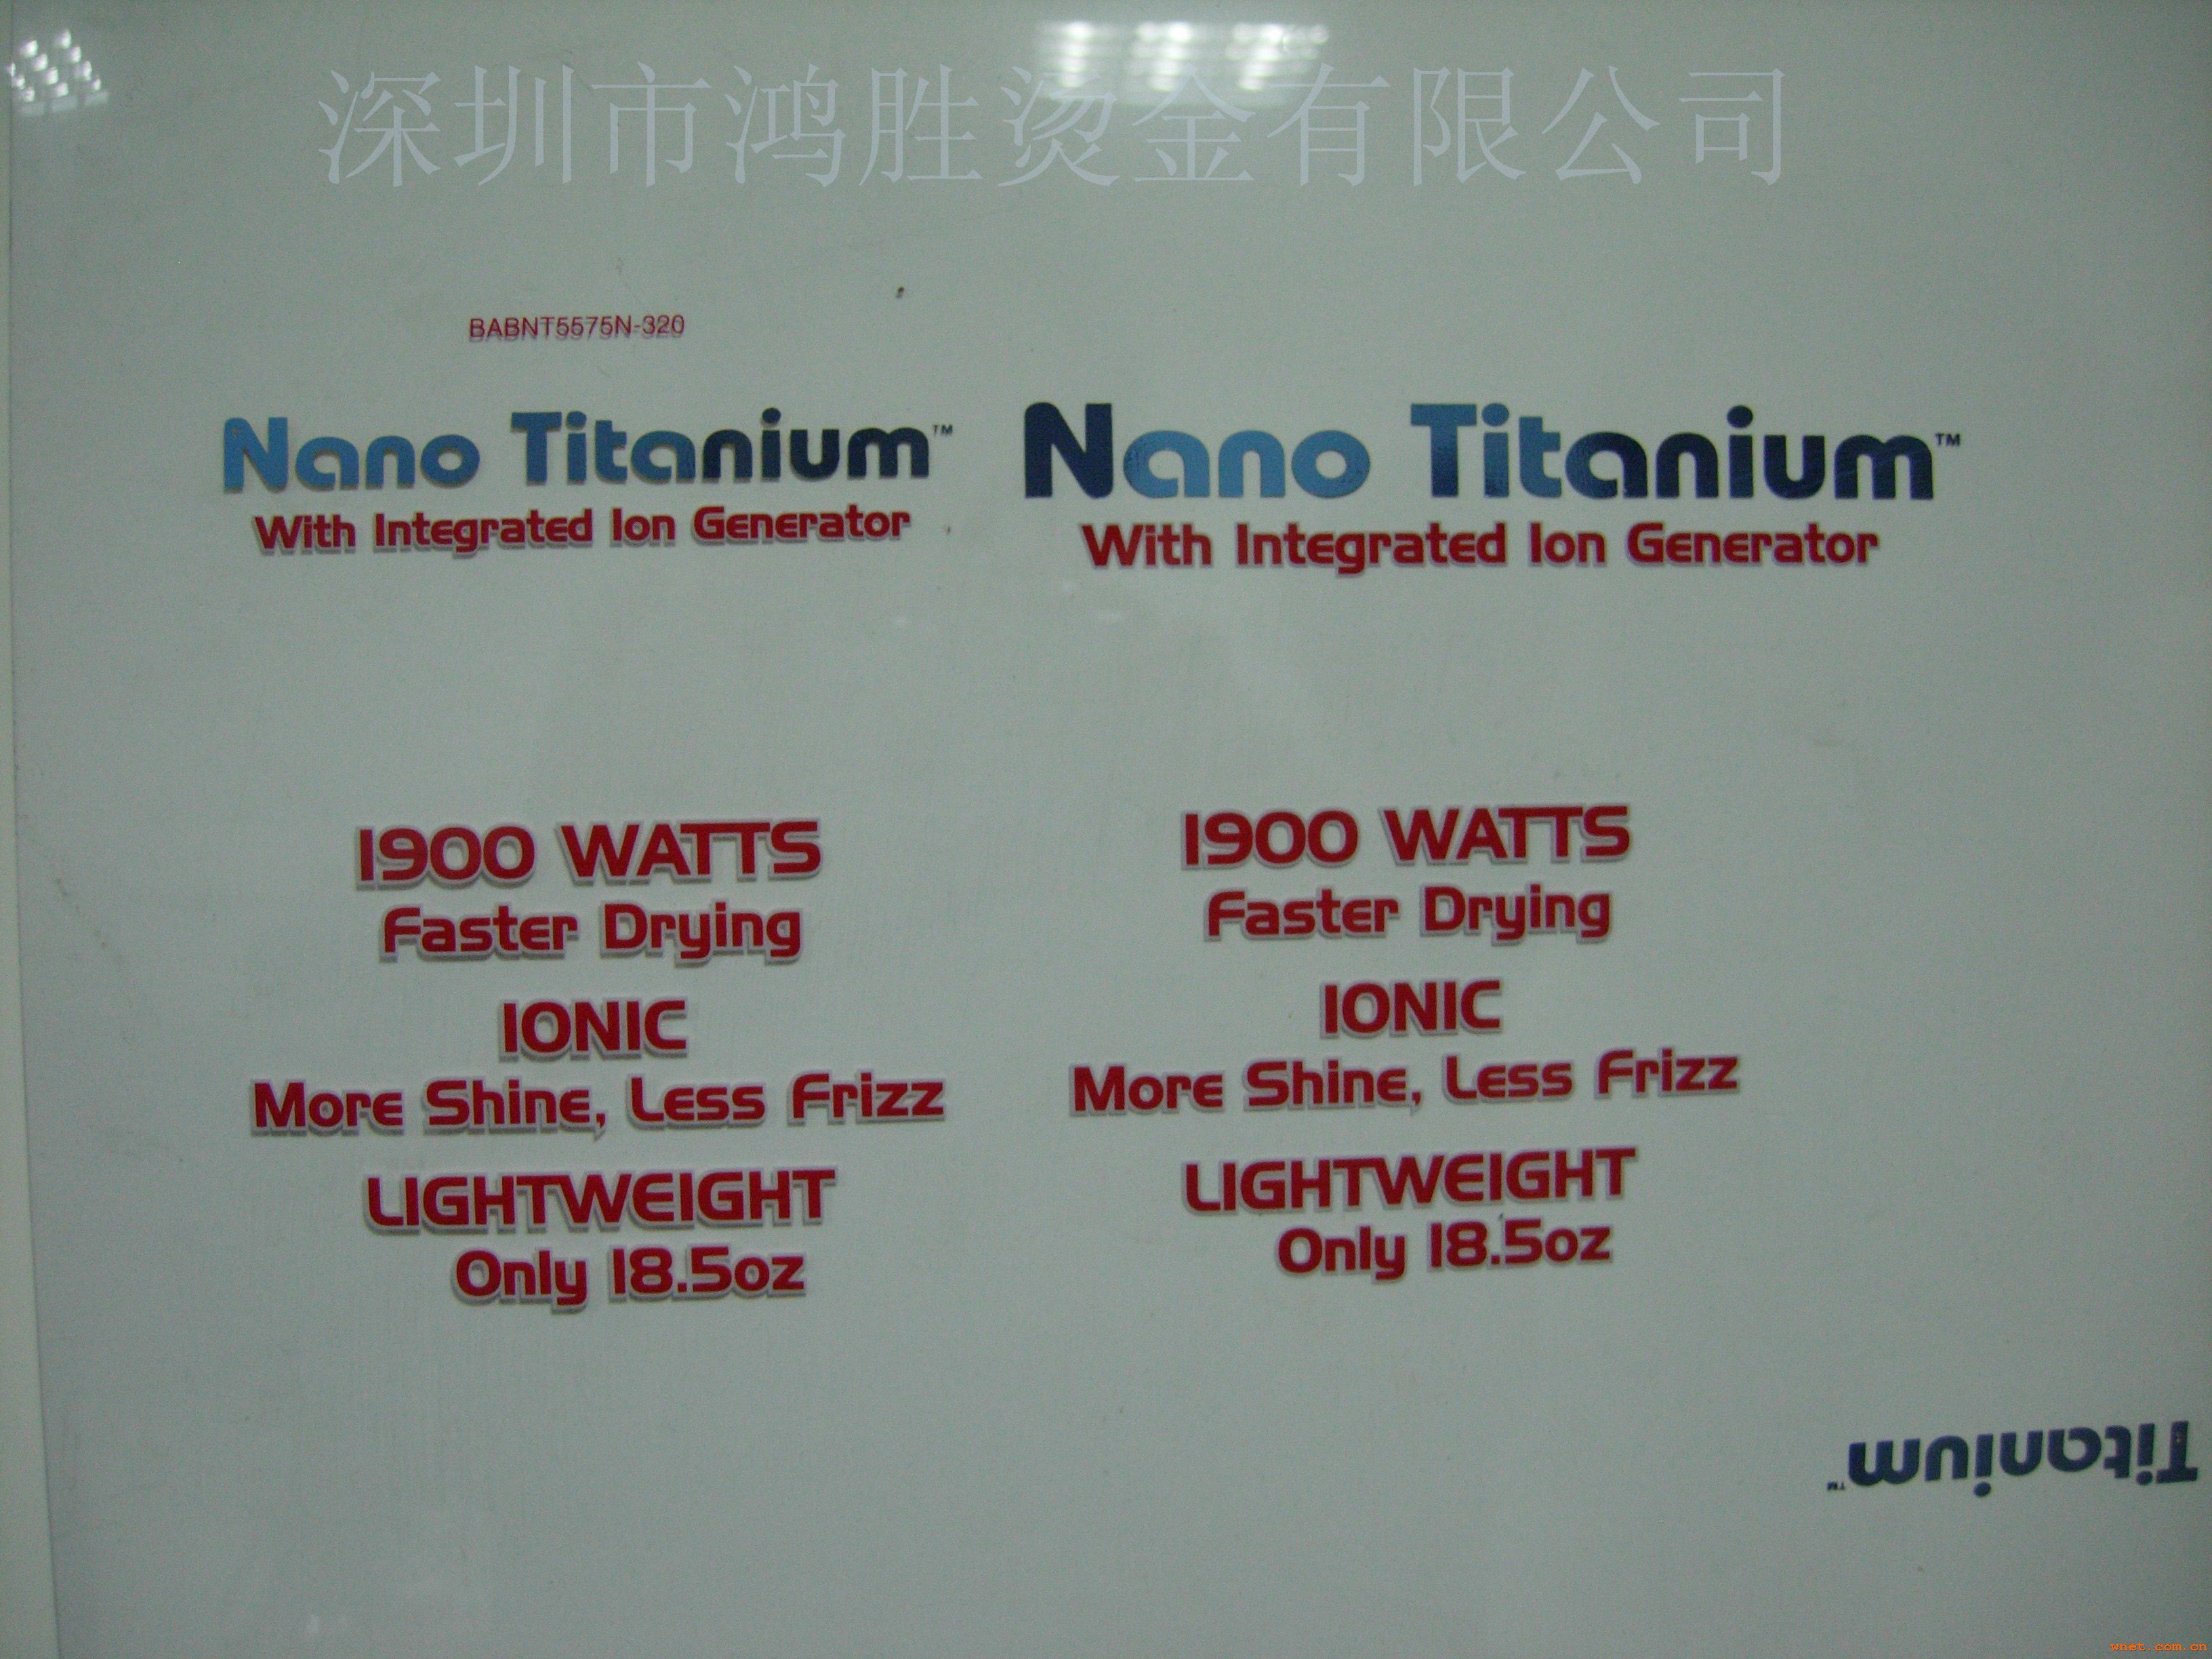 深圳市鸿胜烫金有限公司
BABNT5575N-320
Nano Titanium™
With Integrated Ion Generator
Nano Titanium™
With Integrated Ion Generator
1900 WATTS
Faster Drying
IONIC
More Shine, Less Frizz
LIGHTWEIGHT
Only 18.5oz
1900 WATTS
Faster Drying
IONIC
More Shine, Less Frizz
LIGHTWEIGHT
Only 18.5oz
Titanium™
wnet.com.cn